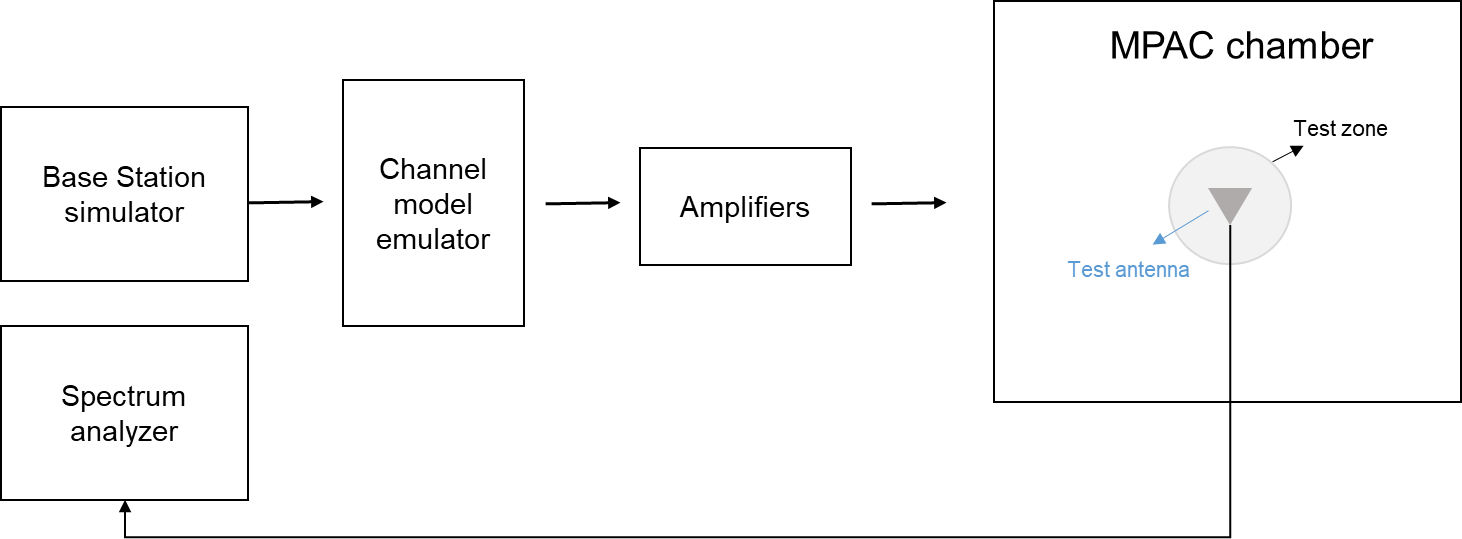 MPAC chamber
Test zone
Base Station
simulator
Channel
model
emulator
Amplifiers
Test antenna
Spectrum
analyzer